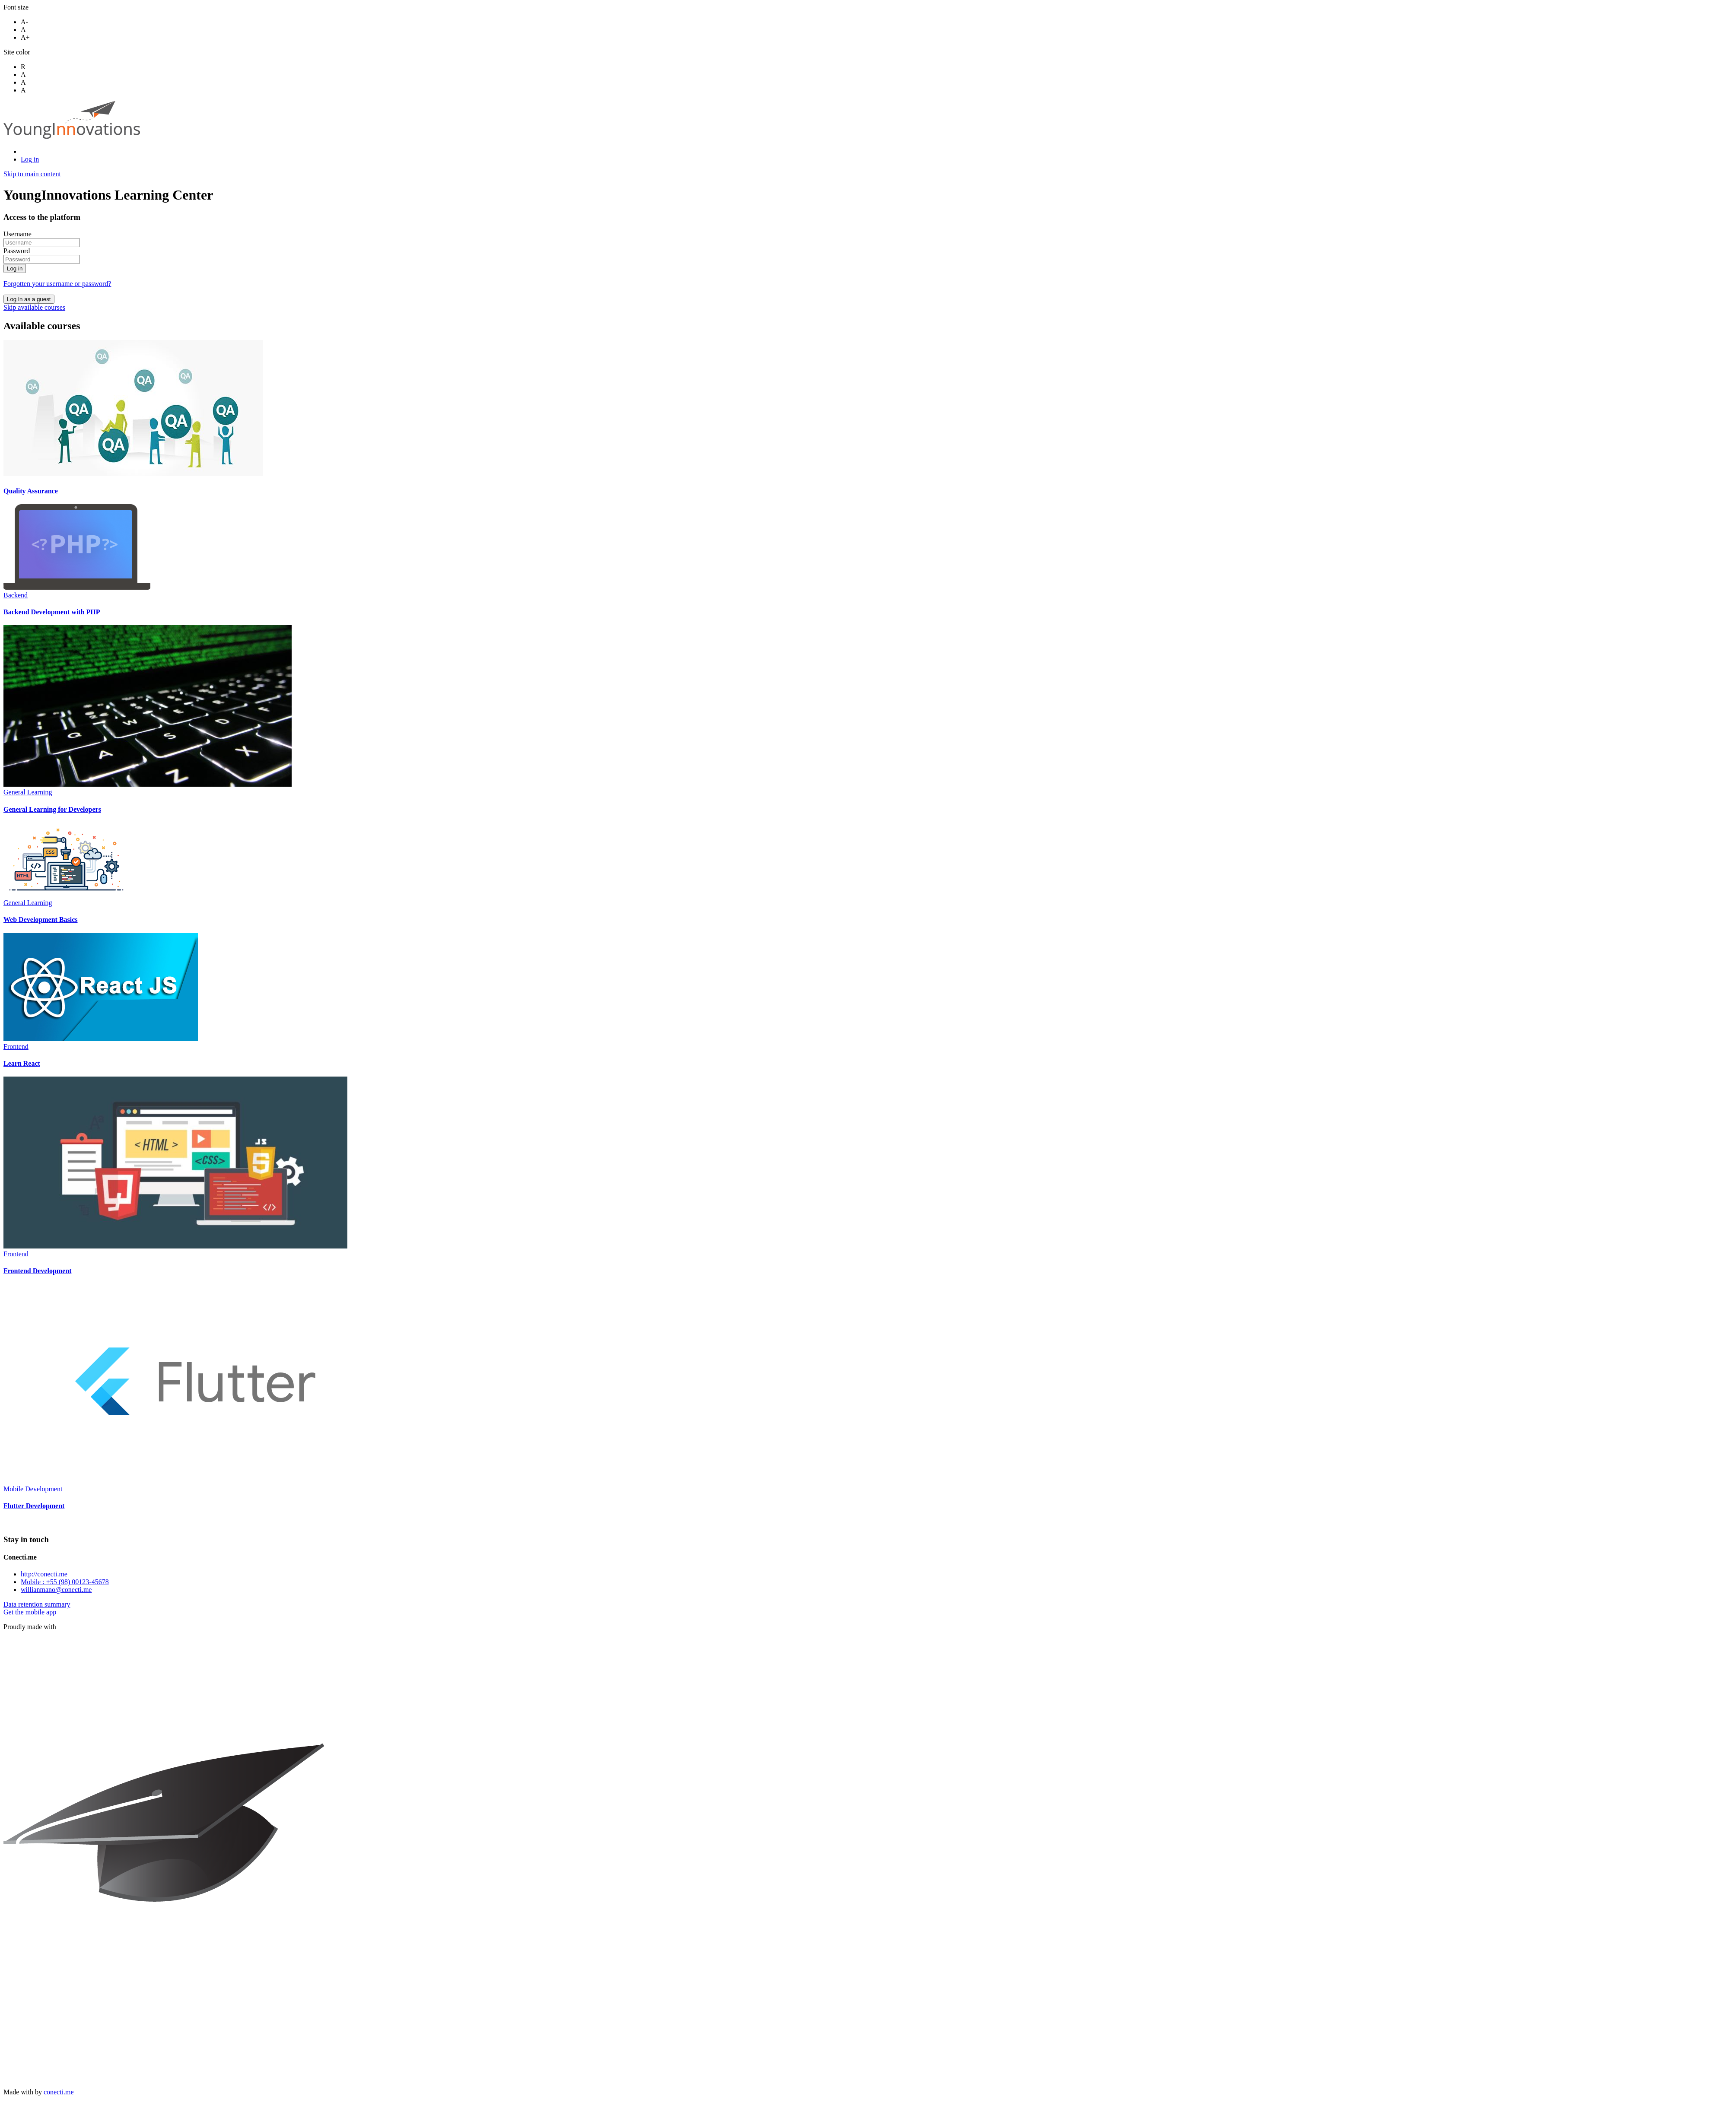 Font size
A-
A
A+
Site color
R
A
A
A
YoungInnovations
Log in
Skip to main content
YoungInnovations Learning Center
Access to the platform
Username
Username
Password
Password
Log in
Forgotten your username or password?
Log in as a guest
Skip available courses
Available courses
QA
QA
QA
QA
QA
QA
QA
QA
Quality Assurance
<? PHP ?>
Backend
Backend Development with PHP
W
E
D
F
Q
A
S
X
Z
General Learning
General Learning for Developers
CSS
</>
HTML
General Learning
Web Development Basics
React JS
Frontend
Learn React
< HTML >
JS
<CSS>
5
</>
Frontend
Frontend Development
Flutter
Mobile Development
Flutter Development
Stay in touch
Conecti.me
http://conecti.me
Mobile : +55 (98) 00123-45678
willianmano@conecti.me
Data retention summary
Get the mobile app
Proudly made with
Made with by conecti.me